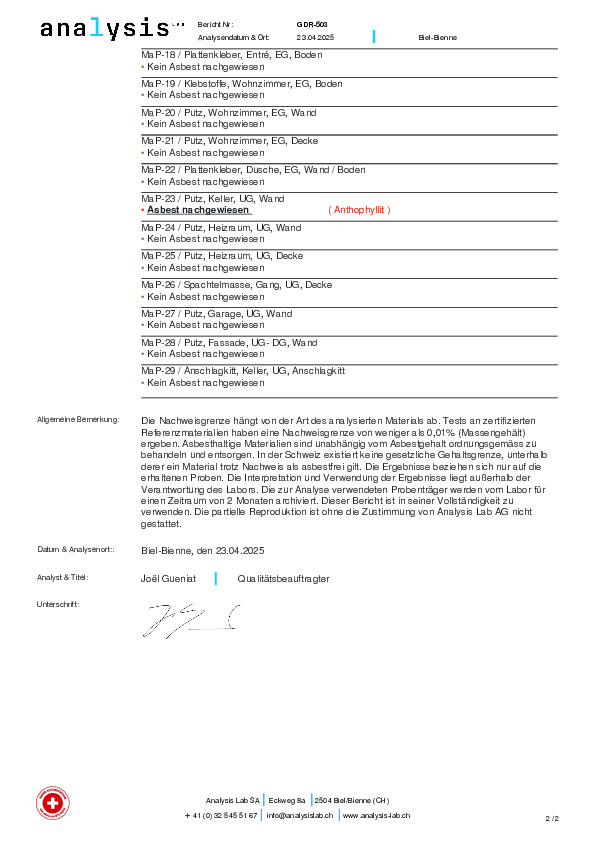 analysis
Bericht Nr: GDR-503
Analysendatum & Ort: 23.04.2025 Biel-Bienne
MaP-18 / Plattenkleber, Entré, EG, Boden
• Kein Asbest nachgewiesen
MaP-19 / Klebstoffe, Wohnzimmer, EG, Boden
• Kein Asbest nachgewiesen
MaP-20 / Putz, Wohnzimmer, EG, Wand
• Kein Asbest nachgewiesen
MaP-21 / Putz, Wohnzimmer, EG, Decke
• Kein Asbest nachgewiesen
MaP-22 / Plattenkleber, Dusche, EG, Wand / Boden
• Kein Asbest nachgewiesen
MaP-23 / Putz, Keller, UG, Wand
• Asbest nachgewiesen ( Anthophyllit )
MaP-24 / Putz, Heizraum, UG, Wand
• Kein Asbest nachgewiesen
MaP-25 / Putz, Heizraum, UG, Decke
• Kein Asbest nachgewiesen
MaP-26 / Spachtelmasse, Gang, UG, Decke
• Kein Asbest nachgewiesen
MaP-27 / Putz, Garage, UG, Wand
• Kein Asbest nachgewiesen
MaP-28 / Putz, Fassade, UG- DG, Wand
• Kein Asbest nachgewiesen
MaP-29 / Anschlagkitt, Keller, UG, Anschlagkitt
• Kein Asbest nachgewiesen
Allgemeine Bemerkung: Die Nachweisgrenze hängt von der Art des analysierten Materials ab. Tests an zertifizierten
Referenzmaterialien haben eine Nachweisgrenze von weniger als 0,01% (Massengehält)
ergeben. Asbesthaltige Materialien sind unabhängig vom Asbestgehalt ordnungsgemäss zu
behandeln und entsorgen. In der Schweiz existiert keine gesetzliche Gehaltsgrenze, unterhalb
derer ein Material trotz Nachweis als asbestfrei gilt. Die Ergebnisse beziehen sich nur auf die
erhaltenen Proben. Die Interpretation und Verwendung der Ergebnisse liegt außerhalb der
Verantwortung des Labors. Die zur Analyse verwendeten Probenträger werden vom Labor für
einen Zeitraum von 2 Monaten archiviert. Dieser Bericht ist in seiner Vollständigkeit zu
verwenden. Die partielle Reproduktion ist ohne die Zustimmung von Analysis Lab AG nicht
gestattet.
Datum & Analysenort:: Biel-Bienne, den 23.04.2025
Analyst & Titel: Joël Gueniat Qualitätsbeauftragter
Unterschrift:
Analysis Lab SA Eckweg 8a 2504 Biel/Bienne (CH)
+ 41 (0) 32 545 51 67 info@analysislab.ch www.analysis-lab.ch
2 / 2